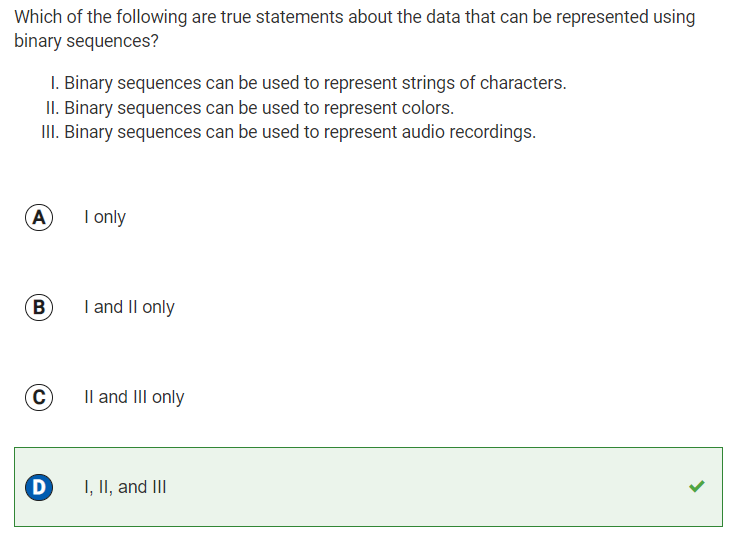 Which of the following are true statements about the data that can be represented using
binary sequences?
I. Binary sequences can be used to represent strings of characters.
II. Binary sequences can be used to represent colors.
III. Binary sequences can be used to represent audio recordings.
A I only
B I and II only
C II and III only
D I, II, and III